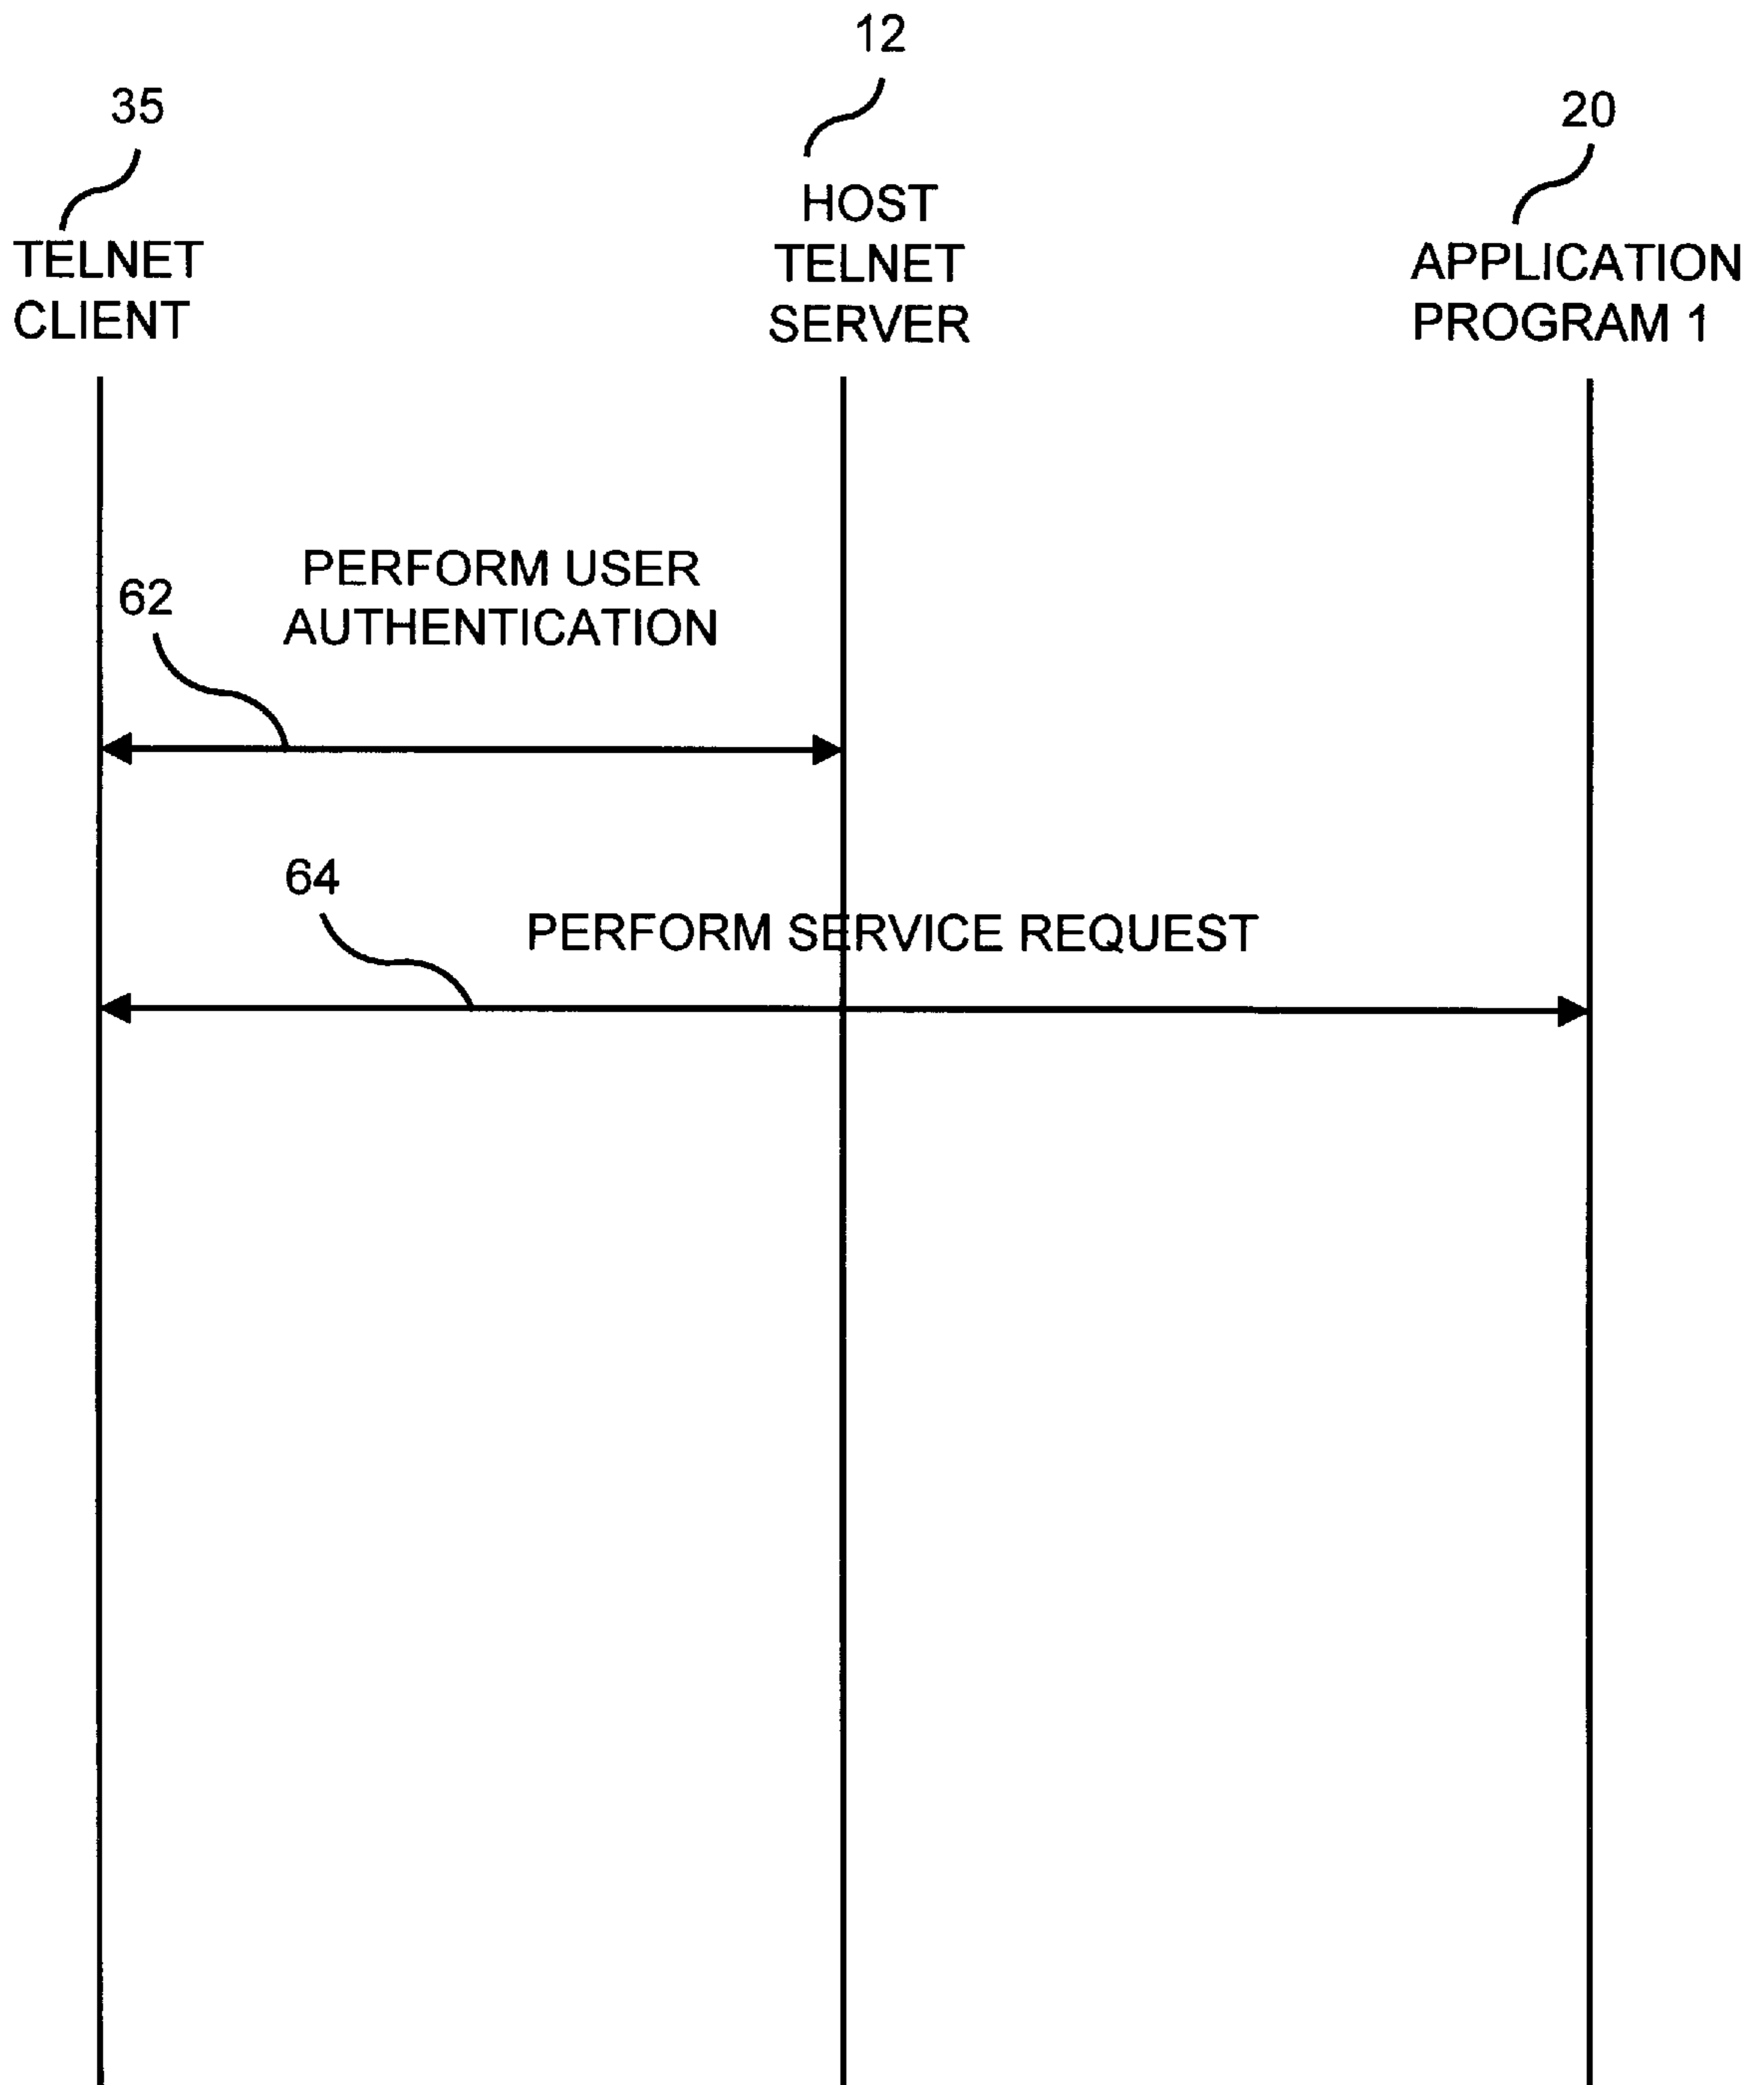 12
35
20
HOST
TELNET
SERVER
TELNET
CLIENT
APPLICATION
PROGRAM 1
PERFORM USER
AUTHENTICATION
62
64
PERFORM SERVICE REQUEST